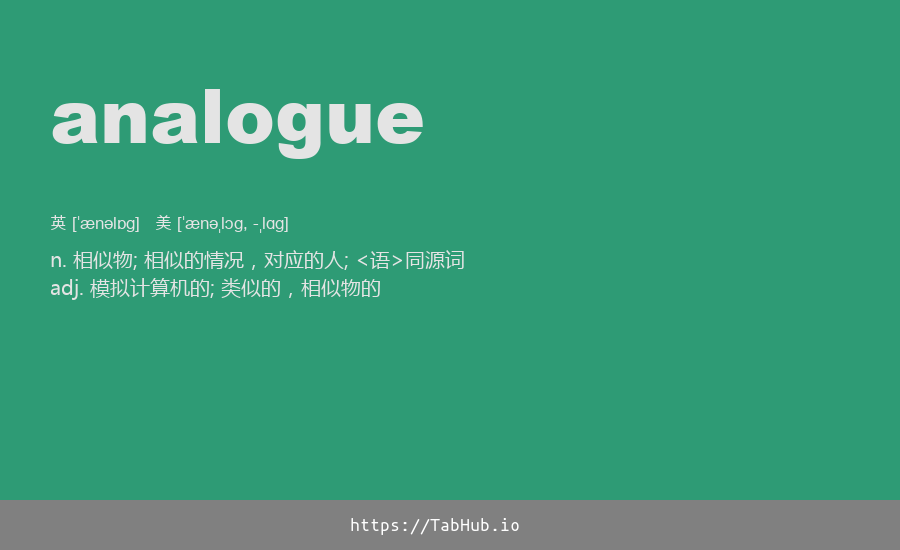 analogue
英 [ˈænəlɒg] 美 [ˈænəˌlɔg, -ˌlɑg]
n. 相似物; 相似的情况，对应的人; <语>同源词
adj. 模拟计算机的; 类似的，相似物的
https://TabHub.io